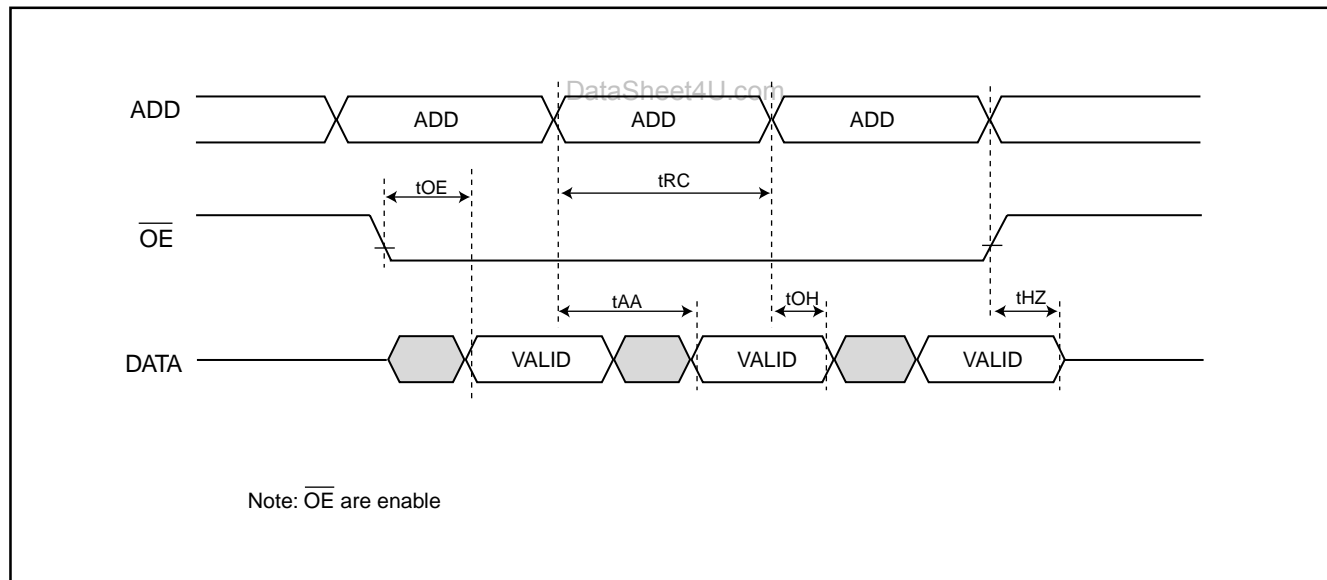 DataSheet4U.com
ADD ADD ADD ADD
tOE tRC
OE
tAA tOH tHZ
DATA VALID VALID VALID
Note: OE are enable